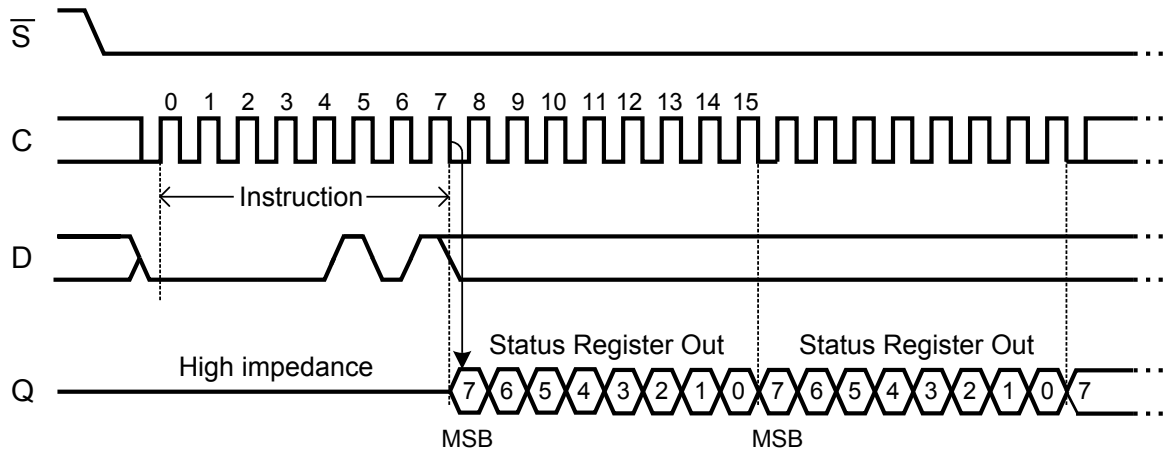 S
0 1 2 3 4 5 6 7 8 9 10 11 12 13 14 15
C
Instruction
D
Status Register Out Status Register Out
High impedance
Q 7 6 5 4 3 2 1 0 7 6 5 4 3 2 1 0 7
MSB MSB